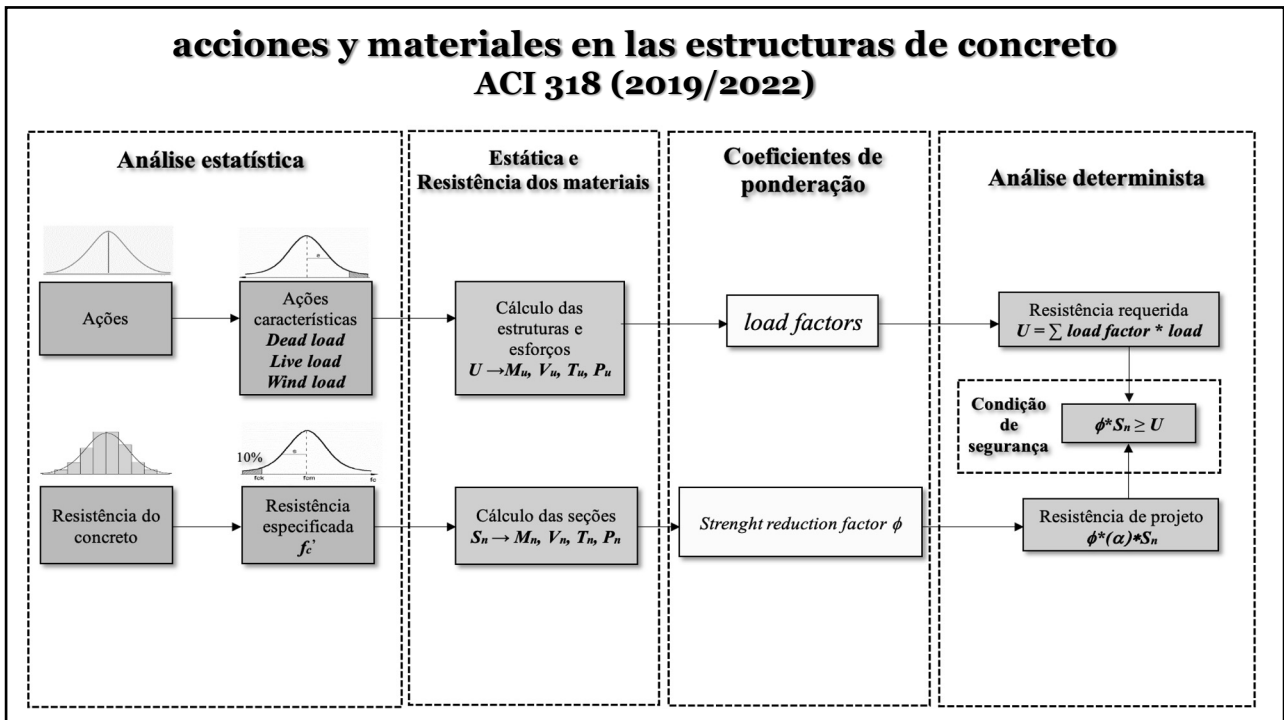 acciones y materiales en las estructuras de concreto
ACI 318 (2019/2022)
Análise estatística
Ações
Ações
características
Dead load
Live load
Wind load
10%
fck
fcm
fc
Resistência do
concreto
Resistência
especificada
fc'
Estática e
Resistência dos materiais
Cálculo das
estruturas e
esforços
U →Mu, Vu, Tu, Pu
Cálculo das seções
Sn → Mn, Vn, Tn, Pn
Coeficientes de
ponderação
load factors
Strenght reduction factor ϕ
Análise determinista
Resistência requerida
U = ∑ load factor * load
Condição
de
segurança
ϕ*Sn ≥ U
Resistência de projeto
ϕ*(α)*Sn